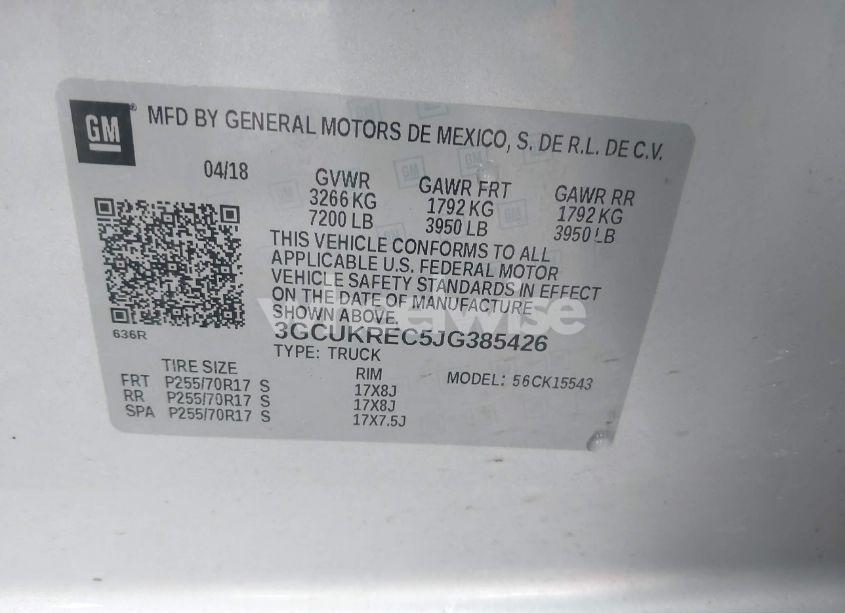 GM
MFD BY GENERAL MOTORS DE MEXICO, S. DE R.L. DE C.V.
04/18 GVWR GAWR FRT GAWR RR
3266 KG 1792 KG 1792 KG
7200 LB 3950 LB 3950 LB
THIS VEHICLE CONFORMS TO ALL
APPLICABLE U.S. FEDERAL MOTOR
VEHICLE SAFETY STANDARDS IN EFFECT
ON THE DATE OF MANUFACTURE
SHOWN ABOVE.
3GCUKREC5JG385426
636R
TYPE: TRUCK
TIRE SIZE RIM MODEL: 56CK15543
FRT P255/70R17 S 17X8J
RR P255/70R17 S 17X8J
SPA P255/70R17 S 17X7.5J